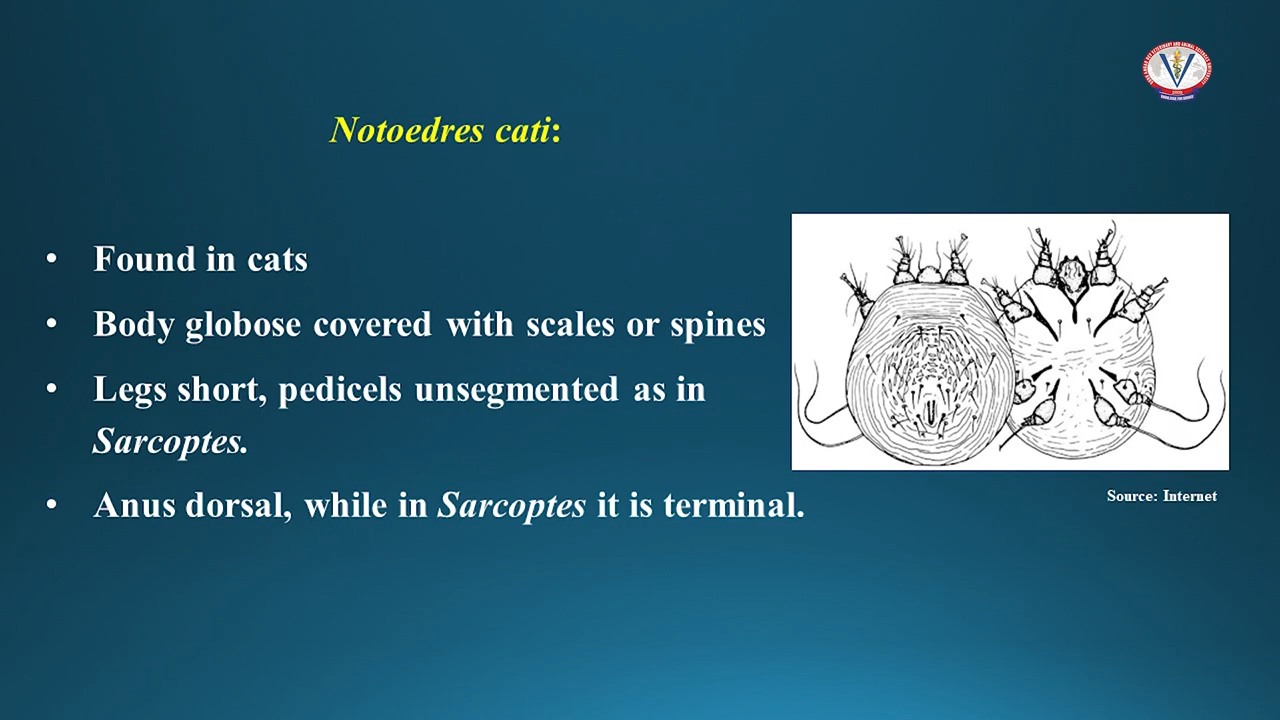 Notoedres cati:
• Found in cats
• Body globose covered with scales or spines
• Legs short, pedicels unsegmented as in
Sarcoptes.
• Anus dorsal, while in Sarcoptes it is terminal.
Source: Internet